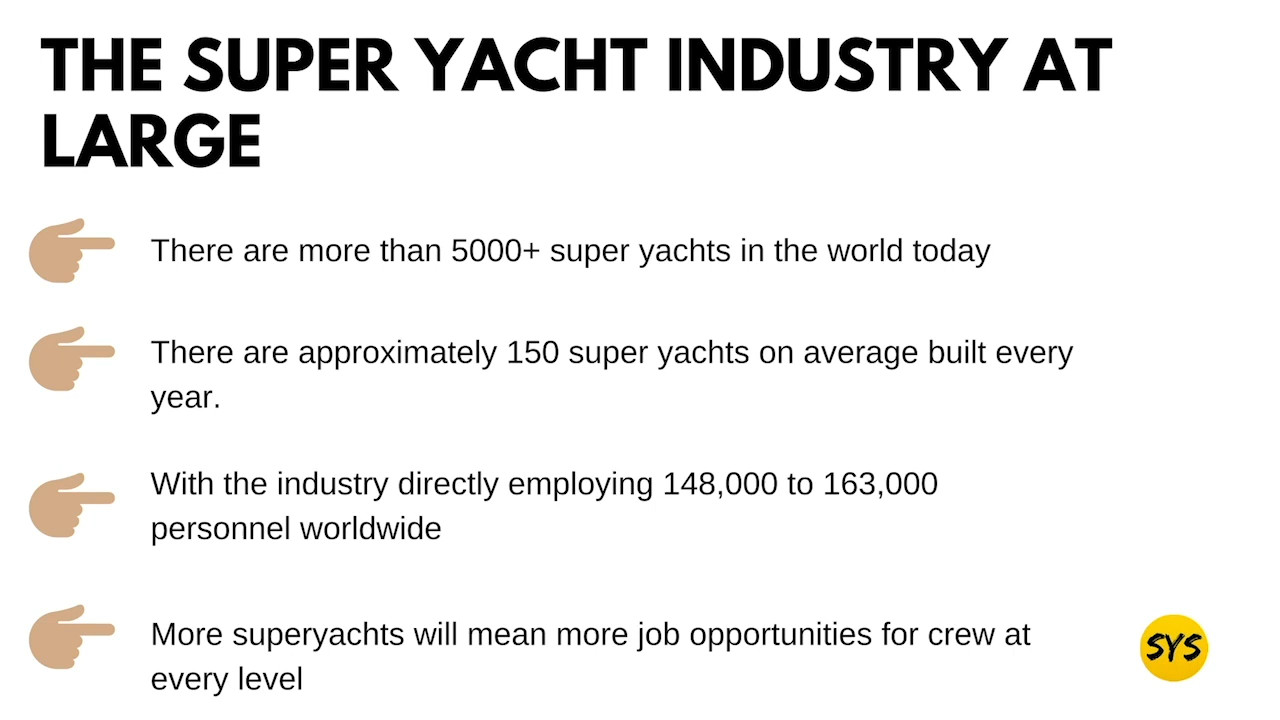 THE SUPER YACHT INDUSTRY AT
LARGE
There are more than 5000+ super yachts in the world today
There are approximately 150 super yachts on average built every
year.
With the industry directly employing 148,000 to 163,000
personnel worldwide
More superyachts will mean more job opportunities for crew at
every level
SYS